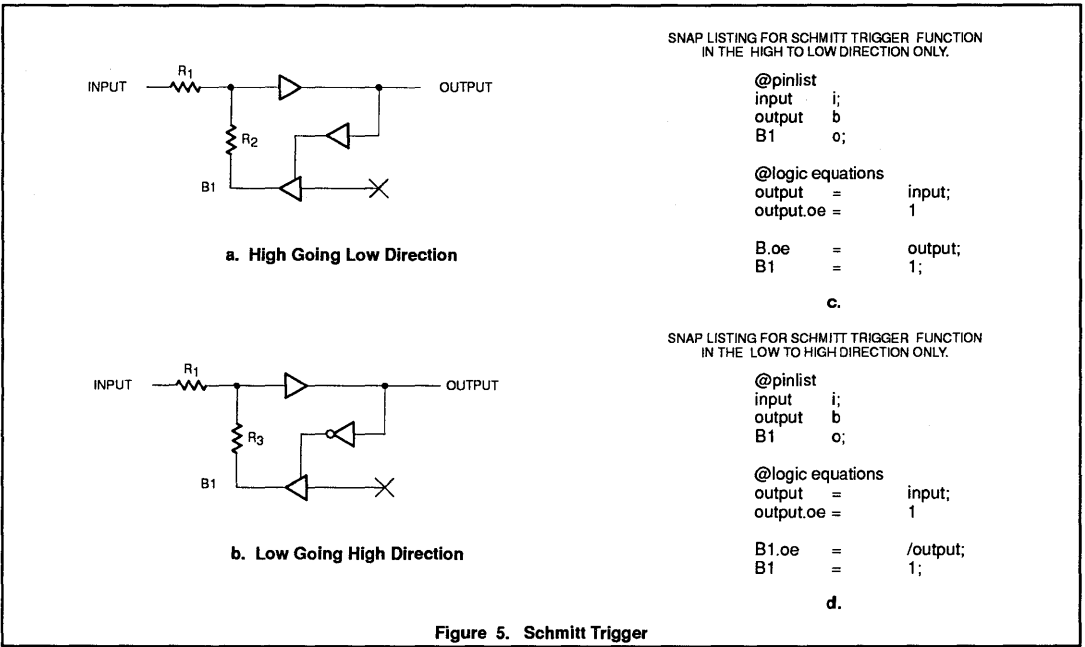 INPUT R1 OUTPUT
R2
B1
a. High Going Low Direction
SNAP LISTING FOR SCHMITT TRIGGER FUNCTION
IN THE HIGH TO LOW DIRECTION ONLY.
@pinlist
input i;
output b
B1 o;
@logic equations
output = input;
output.oe = 1
B.oe = output;
B1 = 1;
c.
INPUT R1 OUTPUT
R3
B1
b. Low Going High Direction
SNAP LISTING FOR SCHMITT TRIGGER FUNCTION
IN THE LOW TO HIGH DIRECTION ONLY.
@pinlist
input i;
output b
B1 o;
@logic equations
output = input;
output.oe = 1
B1.oe = /output;
B1 = 1;
d.
Figure 5. Schmitt Trigger